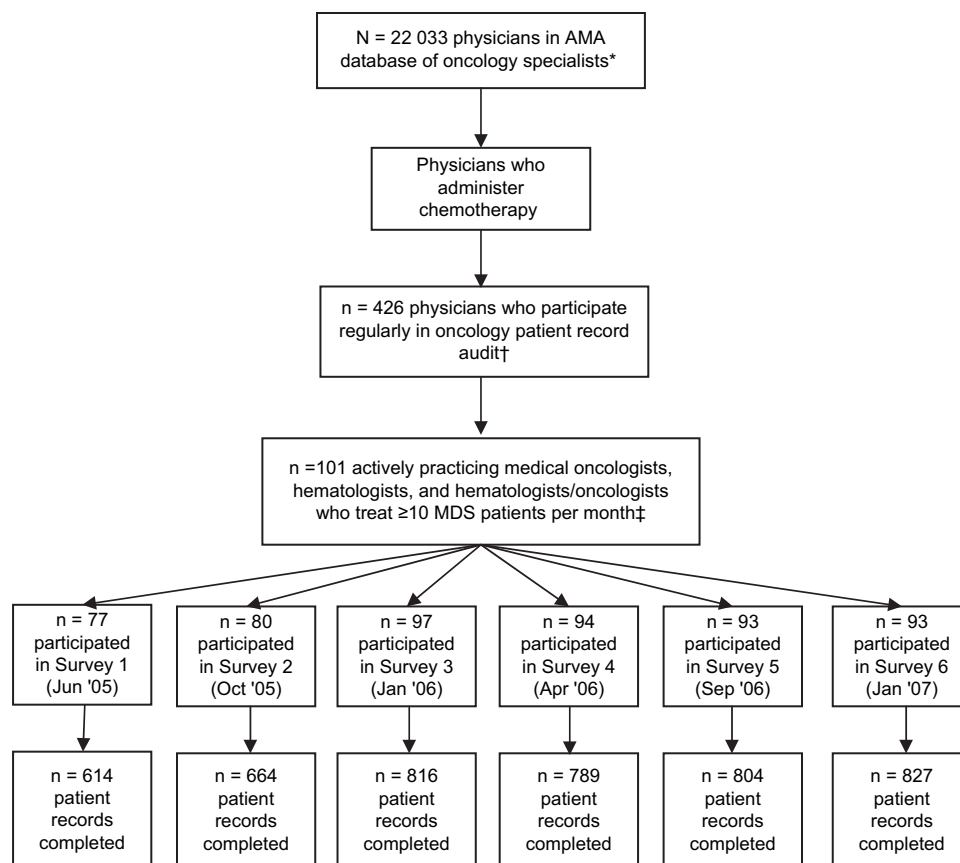 N = 22 033 physicians in AMA
database of oncology specialists*
Physicians who
administer
chemotherapy
n = 426 physicians who participate
regularly in oncology patient record
audit†
n =101 actively practicing medical oncologists,
hematologists, and hematologists/oncologists
who treat ≥10 MDS patients per month‡
n = 77
participated
in Survey 1
(Jun '05)
n = 80
participated
in Survey 2
(Oct '05)
n = 97
participated
in Survey 3
(Jan '06)
n = 94
participated
in Survey 4
(Apr '06)
n = 93
participated
in Survey 5
(Sep '06)
n = 93
participated
in Survey 6
(Jan '07)
n = 614
patient
records
completed
n = 664
patient
records
completed
n = 816
patient
records
completed
n = 789
patient
records
completed
n = 804
patient
records
completed
n = 827
patient
records
completed